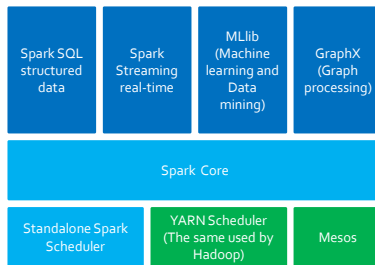 Spark SQL
structured
data
Spark
Streaming
real-time
MLlib
(Machine
learning and
Data
mining)
GraphX
(Graph
processing)
Spark Core
Standalone Spark
Scheduler
YARN Scheduler
(The same used by
Hadoop)
Mesos